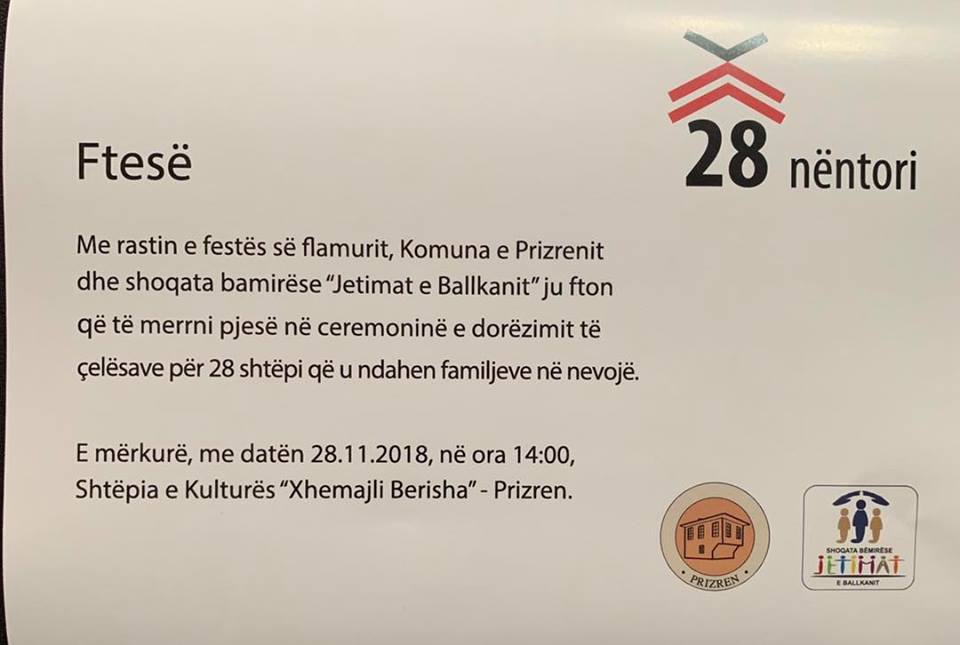 28 nëntori
Ftesë
Me rastin e festës së flamurit, Komuna e Prizrenit
dhe shoqata bamirëse “Jetimat e Ballkanit” ju fton
që të merrni pjesë në ceremoninë e dorëzimit të
çelësave për 28 shtëpi që u ndahen familjeve në nevojë.
E mërkurë, me datën 28.11.2018, në ora 14:00,
Shtëpia e Kulturës “Xhemajli Berisha” - Prizren.
• PRIZREN •
SHOQATA BËMIRËSE
JETIMAT
E BALLKANIT